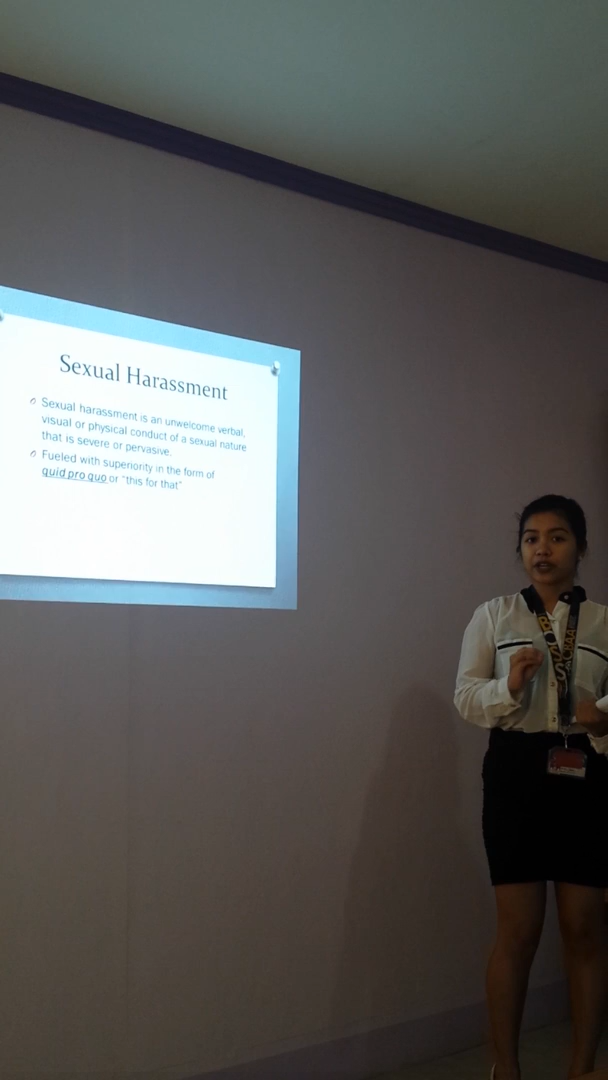 Sexual Harassment
Sexual harassment is an unwelcome verbal,
visual or physical conduct of a sexual nature
that is severe or pervasive.
Fueled with superiority in the form of
quid pro quo or "this for that"